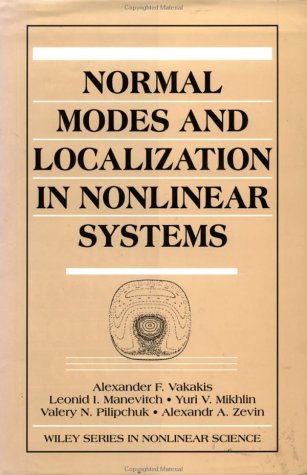 NORMAL
MODES AND
LOCALIZATION
IN NONLINEAR
SYSTEMS
Alexander F. Vakakis
Leonid I. Manevitch • Yuri V. Mikhlin
Valery N. Pilipchuk • Alexandr A. Zevin
WILEY SERIES IN NONLINEAR SCIENCE